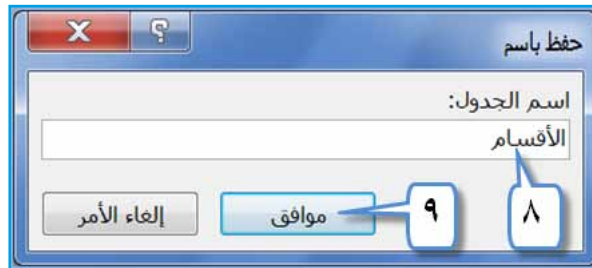 حفظ باسم
اسم الجدول:
الأقسام
٨
موافق
٩
إلغاء الأمر